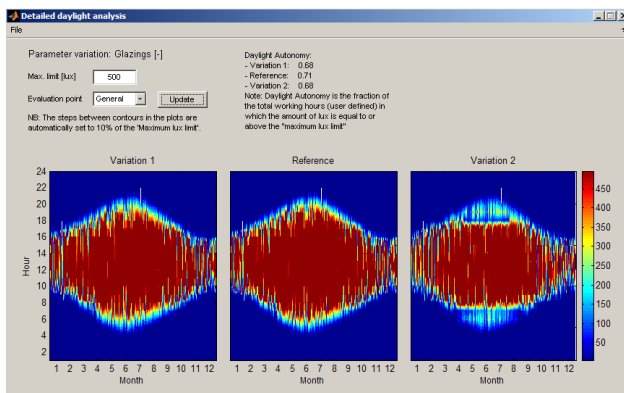 Detailed daylight analysis
File
Parameter variation: Glazings [-]
Max. limit [lux] 500
Evaluation point General Update
NB: The steps between contours in the plots are
automatically set to 10% of the 'Maximum lux limit'.
Daylight Autonomy:
- Variation 1: 0.68
- Reference: 0.71
- Variation 2: 0.68
Note: Daylight Autonomy is the fraction of
the total working hours (user defined) in
which the amount of lux is equal to or
above the "maximum lux limit"
Variation 1 Reference Variation 2
24
22
20
18
16
14
12
10
8
6
4
2
Hour
1 2 3 4 5 6 7 8 9 10 11 12
Month
1 2 3 4 5 6 7 8 9 10 11 12
Month
1 2 3 4 5 6 7 8 9 10 11 12
Month
450
400
350
300
250
200
150
100
50